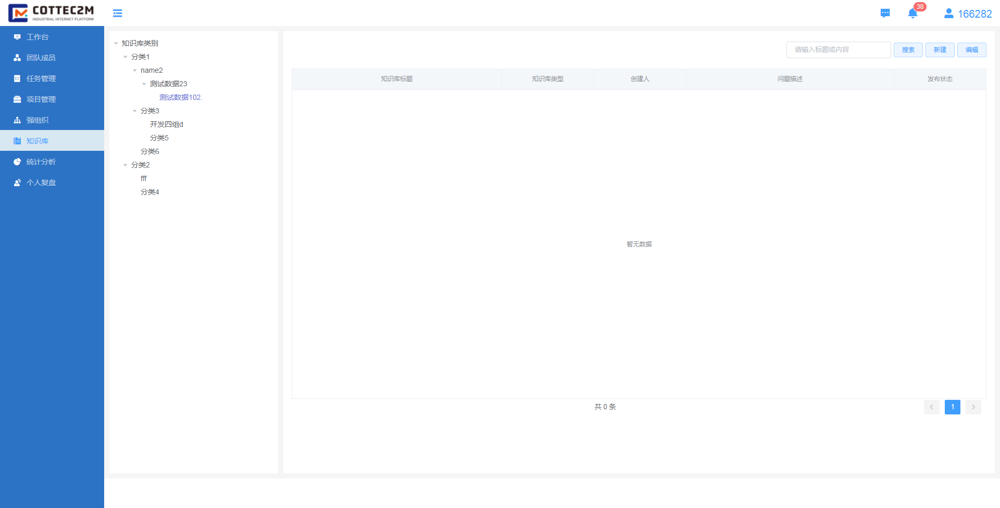 COTTEC2M
INDUSTRIAL INTERNET PLATFORM
38
166282
工作台
团队成员
任务管理
项目管理
强组织
知识库
统计分析
个人复盘
知识库类别
分类1
name2
测试数据23
测试数据102.
分类3
开发四组d
分类5
分类6
分类2
fff
分类4
请输入标题或内容 搜索 新建 编辑
知识库标题 知识库类型 创建人 问题描述 发布状态
暂无数据
共 0 条 1